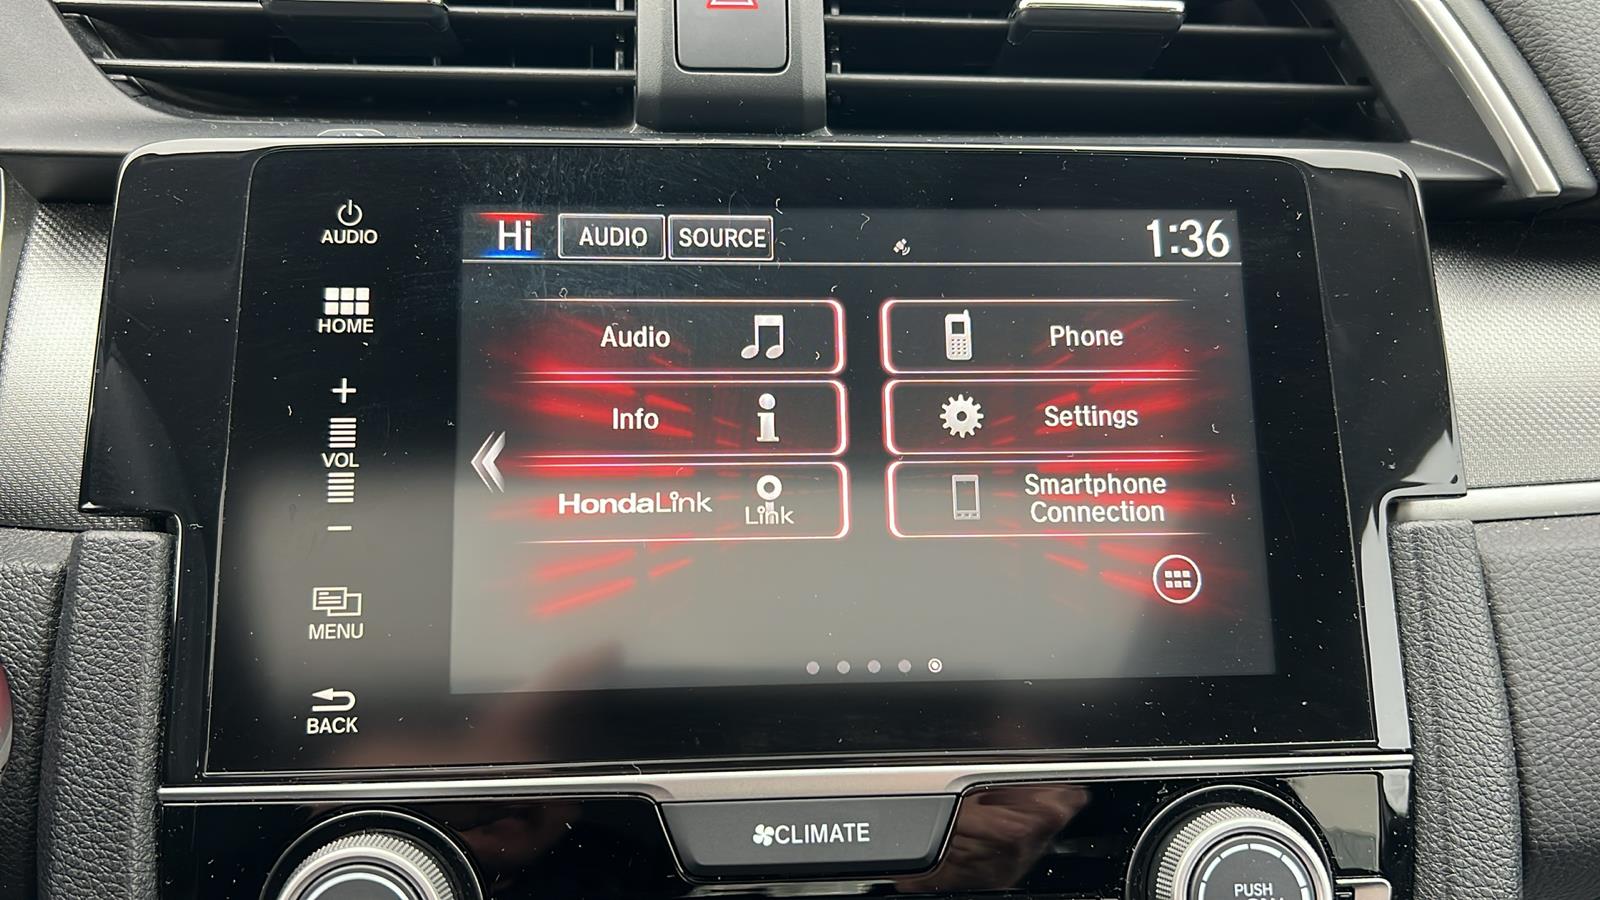 AUDIO
HOME
+
VOL
−
MENU
BACK
Hi AUDIO SOURCE 1:36
Audio
Phone
Info
Settings
HondaLink
Link
Smartphone
Connection
CLIMATE
PUSH